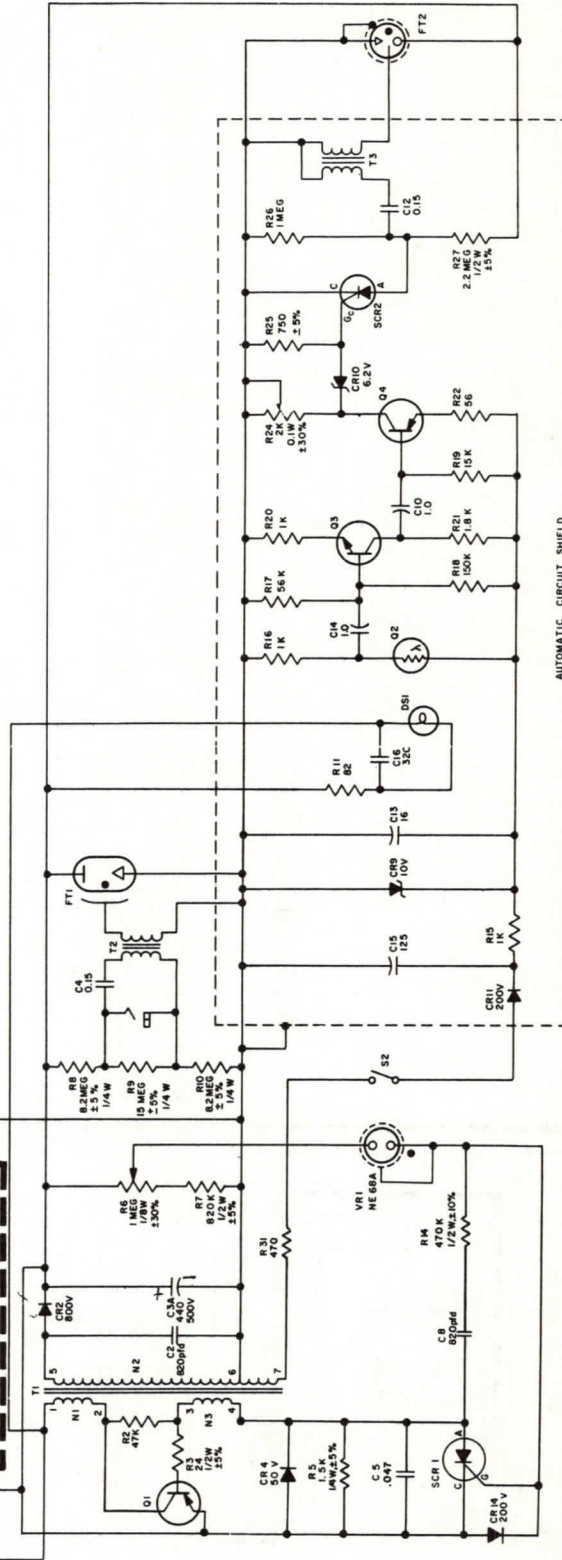 FT2
T3
C12
0.15
R26
1 MEG
R27
2.2 MEG
1/2 W
±5%
C
A
GC
SCR2
R25
750
±5%
CR10
6.2 V
R24
2K
0.1W
±30%
Q4
R22
56
R19
15 K
C10
1.0
R20
1K
Q3
R21
1.8 K
R17
56 K
R18
150K
C14
1.0
R16
1K
Q2
λ
DS1
C16
R11
82
C13
16
CR9
10V
C15
125
R15
1K
CR11
200V
AUTOMATIC CIRCUIT SHIELD
FT1
T2
C4
0.15
R8
8.2MEG
±5%
1/4 W
R9
15 MEG
±5%
1/4W
R10
8.2MEG
±5%
1/4 W
S2
R6
1 MEG
1/8W
±30%
R7
820K
1/2W
±5%
VR1
NE 68A
R31
470
R14
470 K
1/2W,±10%
C8
820pfd
CR2
800V
C3A
440
500V
C2
820pfd
T1
5
N2
6
7
1
N1
2
3
N3
4
R2
47K
R3
24
1/2W
±5%
Q1
CR4
50 V
R5
1.5K
1/4W,±5%
C5
.047
A
C
G
SCR1
CR14
200 V